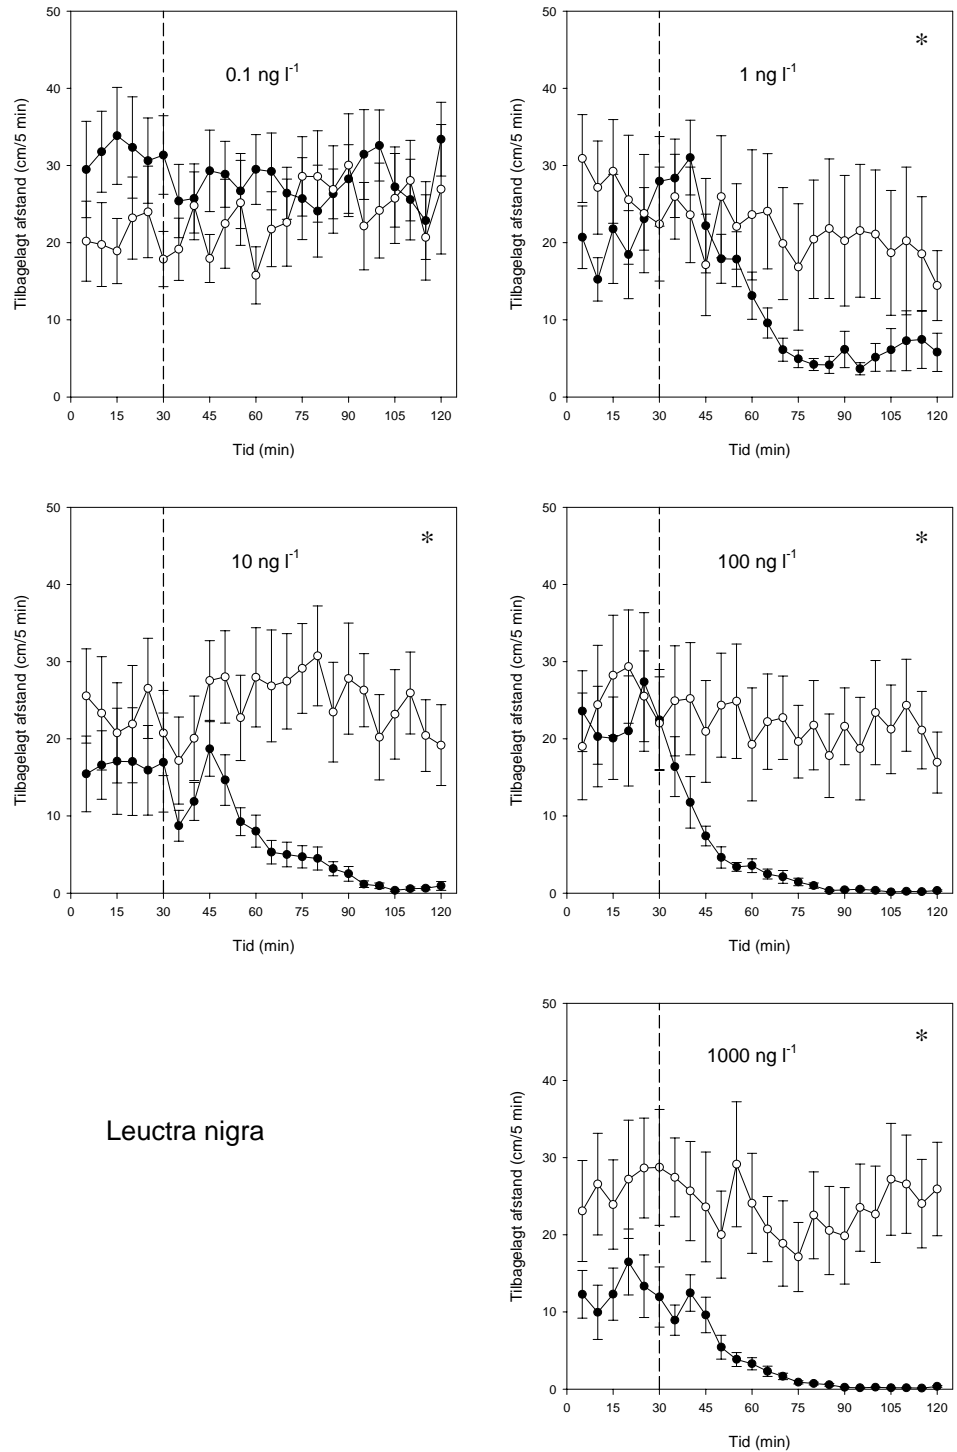 50
40
30
20
10
0
Tilbagelagt afstand (cm/5 min)
0.1 ng l-1
0 15 30 45 60 75 90 105 120
Tid (min)
50
40
30
20
10
0
Tilbagelagt afstand (cm/5 min)
*
1 ng l-1
0 15 30 45 60 75 90 105 120
Tid (min)
50
40
30
20
10
0
Tilbagelagt afstand (cm/5 min)
*
10 ng l-1
0 15 30 45 60 75 90 105 120
Tid (min)
50
40
30
20
10
0
Tilbagelagt afstand (cm/5 min)
*
100 ng l-1
0 15 30 45 60 75 90 105 120
Tid (min)
Leuctra nigra
50
40
30
20
10
0
Tilbagelagt afstand (cm/5 min)
*
1000 ng l-1
0 15 30 45 60 75 90 105 120
Tid (min)